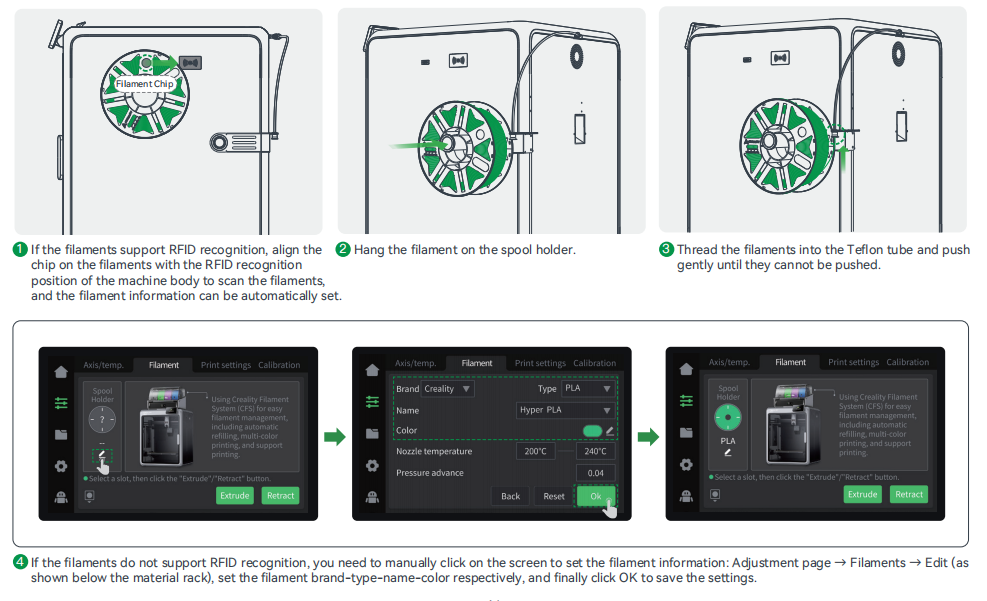 Filament Chip
1 If the filaments support RFID recognition, align the
chip on the filaments with the RFID recognition
position of the machine body to scan the filaments,
and the filament information can be automatically set.
2 Hang the filament on the spool holder.
3 Thread the filaments into the Teflon tube and push
gently until they cannot be pushed.
Axis/temp. Filament Print settings Calibration
Spool
Holder
?
--
Using Creality Filament
System (CFS) for easy
filament management,
including automatic
refilling, multi-color
printing, and support
printing.
Select a slot, then click the "Extrude"/"Retract" button.
Extrude Retract
Axis/temp. Filament Print settings Calibration
Brand Creality Type PLA
Name Hyper PLA
Color
Nozzle temperature 200°C 240°C
Pressure advance 0.04
Back Reset Ok
Axis/temp. Filament Print settings Calibration
Spool
Holder
PLA
Using Creality Filament
System (CFS) for easy
filament management,
including automatic
refilling, multi-color
printing, and support
printing.
Select a slot, then click the "Extrude"/"Retract" button.
Extrude Retract
4 If the filaments do not support RFID recognition, you need to manually click on the screen to set the filament information: Adjustment page → Filaments → Edit (as
shown below the material rack), set the filament brand-type-name-color respectively, and finally click OK to save the settings.